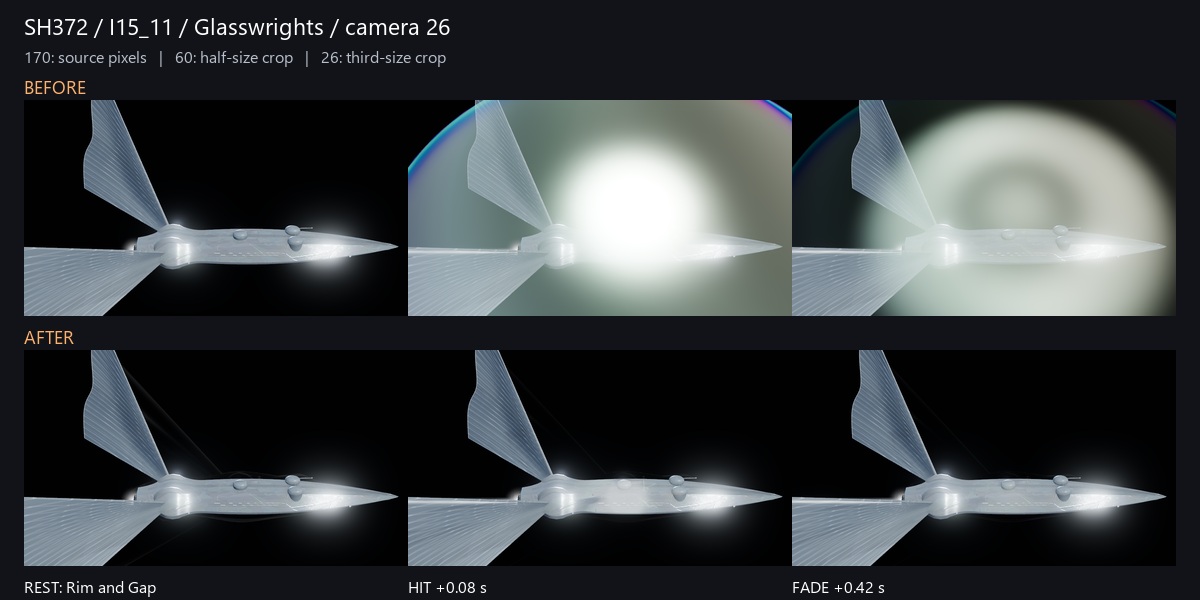 SH372 / I15_11 / Glasswrights / camera 26
170: source pixels | 60: half-size crop | 26: third-size crop
BEFORE
AFTER
REST: Rim and Gap
HIT +0.08 s
FADE +0.42 s